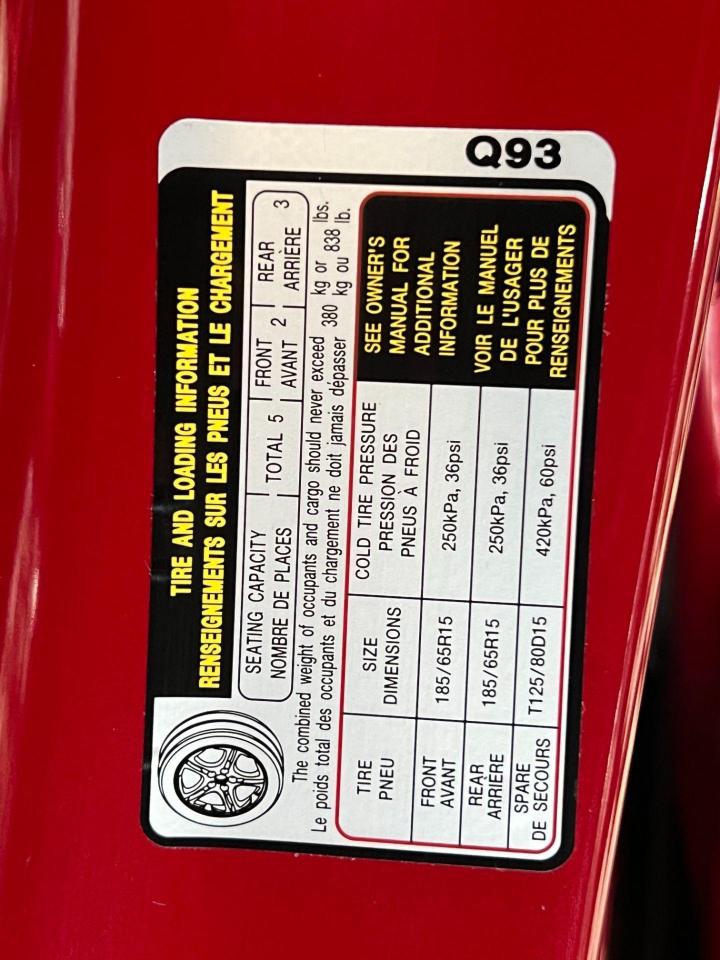 TIRE AND LOADING INFORMATION
RENSEIGNEMENTS SUR LES PNEUS ET LE CHARGEMENT
SEATING CAPACITY
NOMBRE DE PLACES
TOTAL 5
FRONT
AVANT 2
REAR
ARRIÈRE 3
The combined weight of occupants and cargo should never exceed 380 kg or 838 lbs.
Le poids total des occupants et du chargement ne doit jamais dépasser 380 kg ou 838 lb.
TIRE
PNEU
SIZE
DIMENSIONS
COLD TIRE PRESSURE
PRESSION DES
PNEUS À FROID
FRONT
AVANT
185/65R15
250kPa, 36psi
REAR
ARRIÈRE
185/65R15
250kPa, 36psi
SPARE
DE SECOURS
T125/80D15
420kPa, 60psi
SEE OWNER'S
MANUAL FOR
ADDITIONAL
INFORMATION
VOIR LE MANUEL
DE L'USAGER
POUR PLUS DE
RENSEIGNEMENTS
Q93